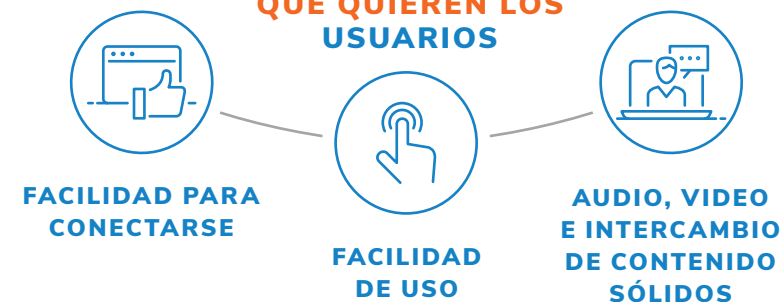 QUE QUIEREN LOS
USUARIOS
FACILIDAD PARA
CONECTARSE
FACILIDAD
DE USO
AUDIO, VIDEO
E INTERCAMBIO
DE CONTENIDO
SÓLIDOS